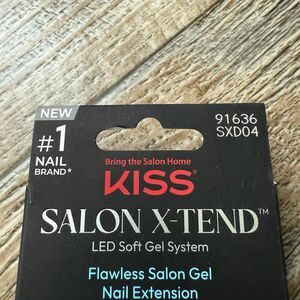 NEW
#1
NAIL
BRAND*
91636
SXD04
Bring the Salon Home
KISS
SALON X-TEND™
LED Soft Gel System
Flawless Salon Gel
Nail Extension